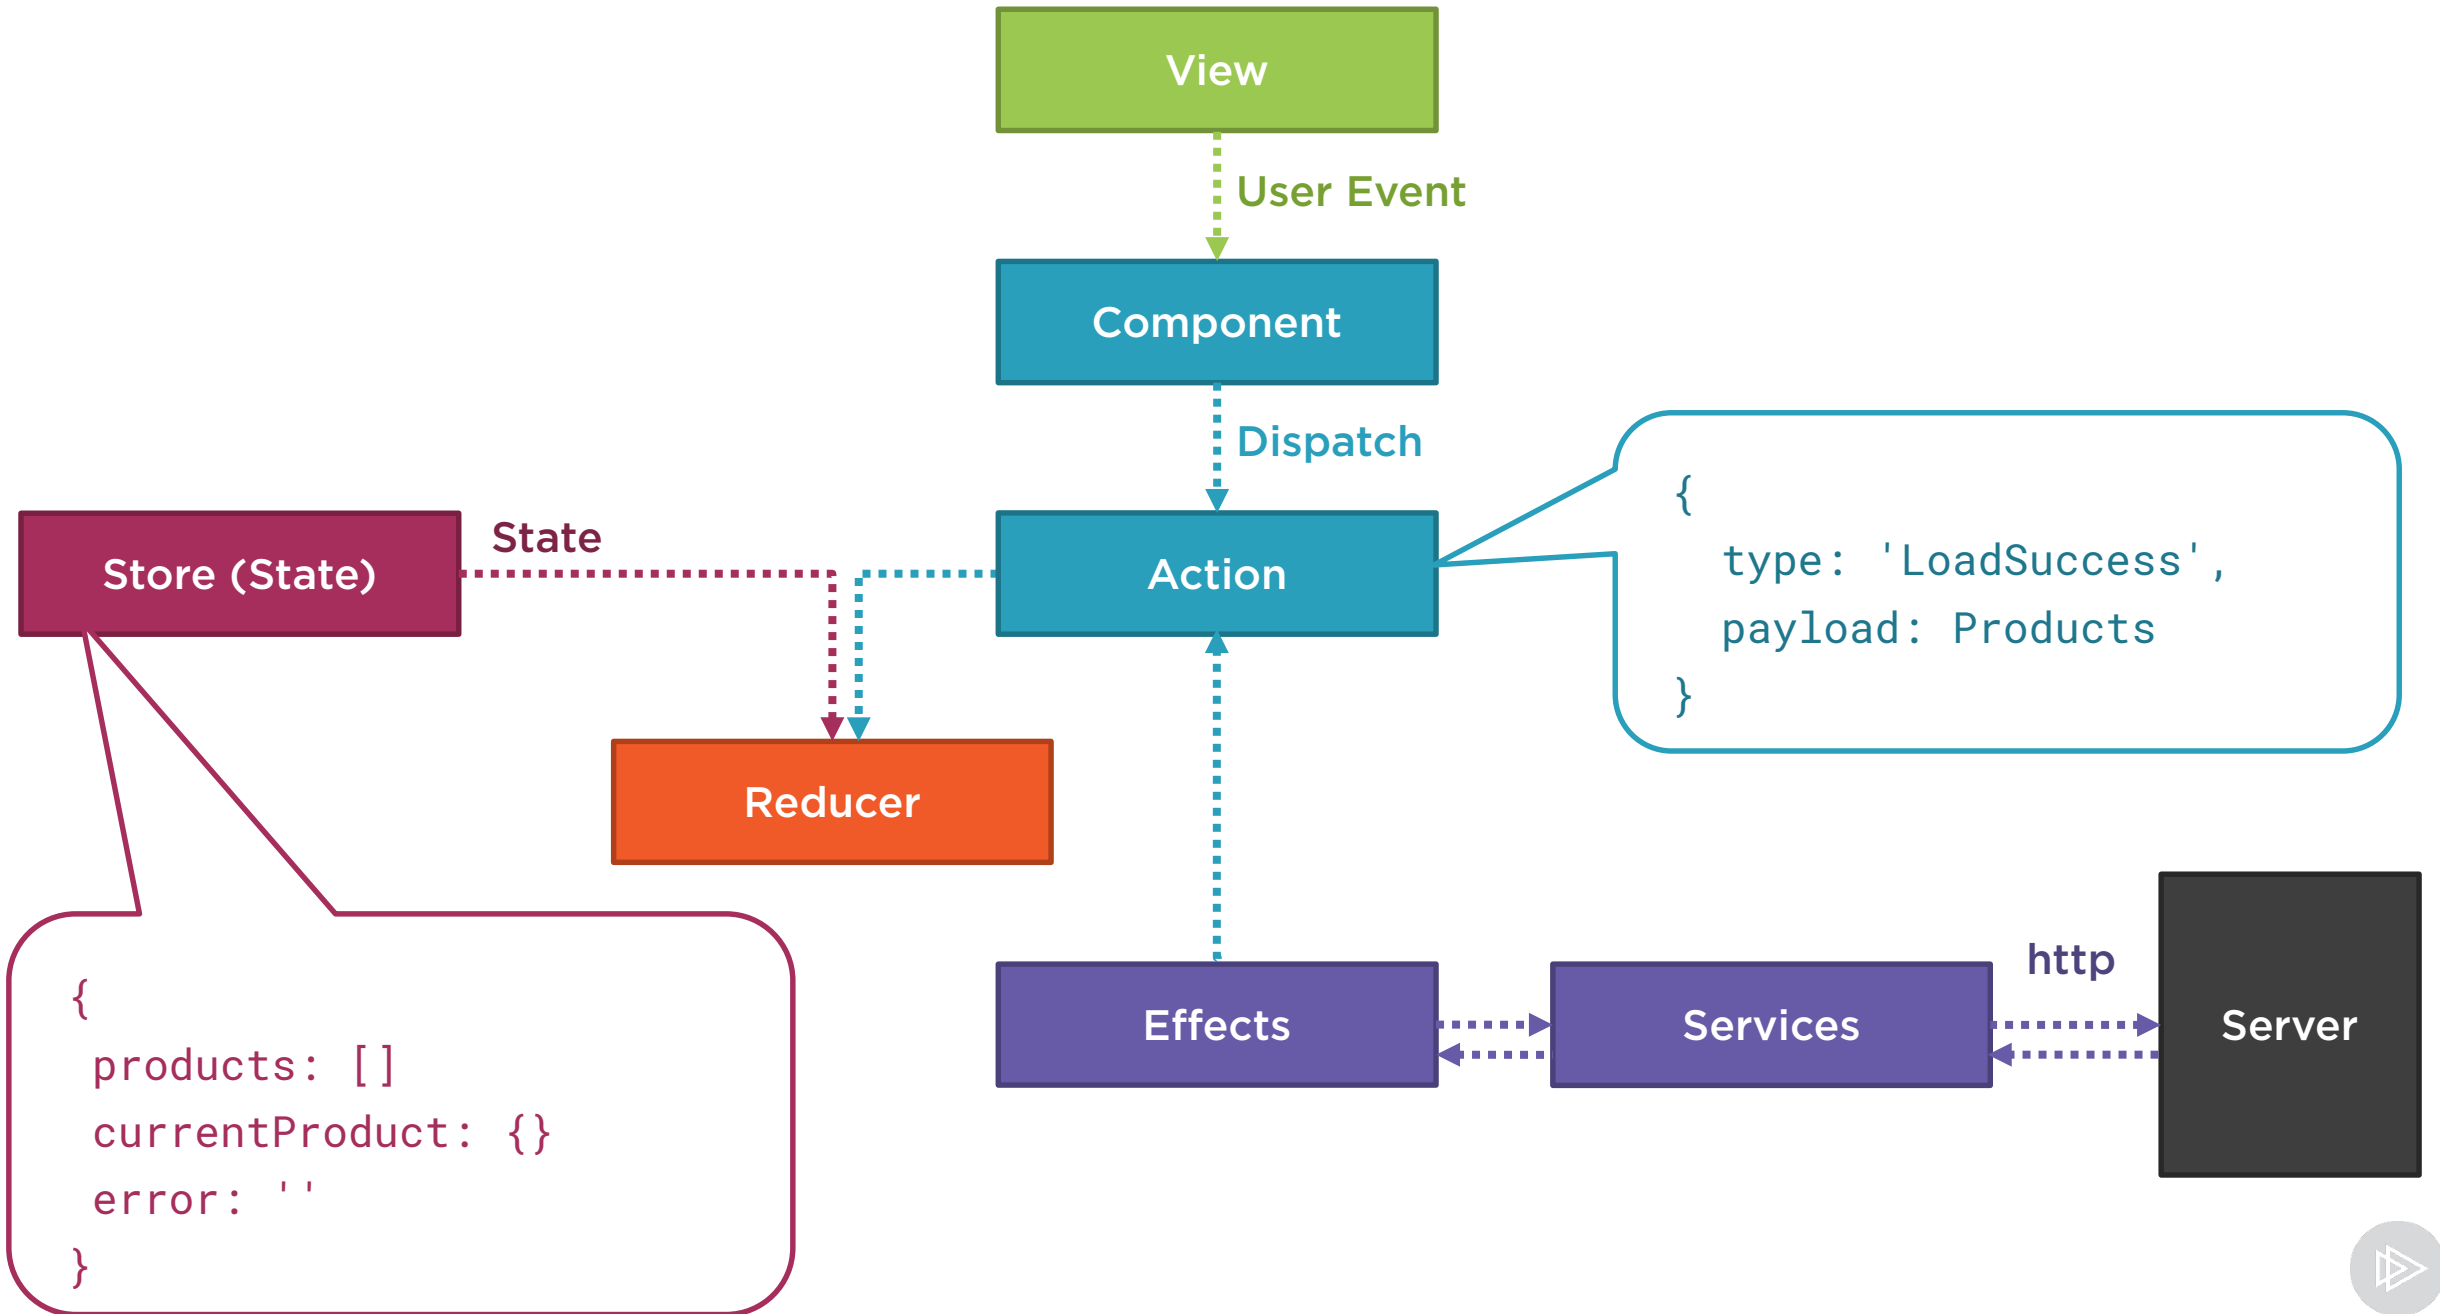 View
User Event
Component
Dispatch
Store (State)
State
Action
{
type: 'LoadSuccess',
payload: Products
}
Reducer
{
products: []
currentProduct: {}
error: ''
}
Effects
Services
http
Server